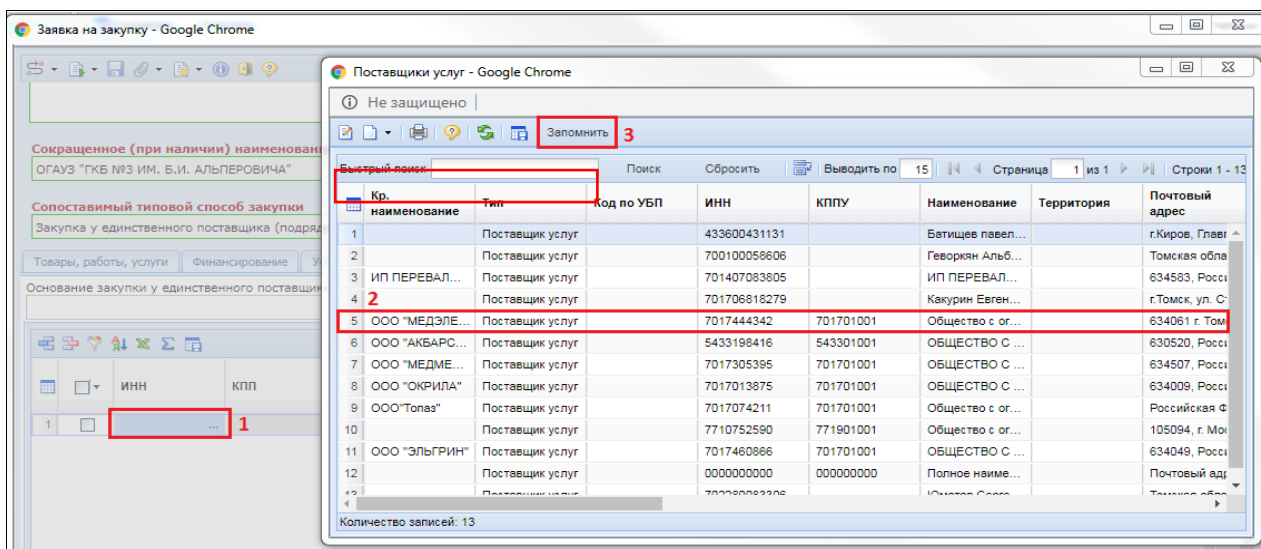 Заявка на закупку - Google Chrome
Сокращенное (при наличии) наименован
ОГАУЗ "ГКБ №3 ИМ. Б.И. АЛЬПЕРОВИЧА"
Сопоставимый типовой способ закупки
Закупка у единственного поставщика (подряд
Товары, работы, услуги Финансирование
Основание закупки у единственного поставщик
ИНН КПП
1 ... 1
Поставщики услуг - Google Chrome
Не защищено
Запомнить 3
Быстрый поиск Поиск Сбросить Выводить по 15 Страница 1 из 1 Строки 1 - 13
Кр. наименование Тип Код по УБП ИНН КППУ Наименование Территория Почтовый адрес
1 Поставщик услуг 433600431131 Батищев павел... г.Киров, Главп
2 Поставщик услуг 700100058606 Геворкян Альб... Томская обла
3 ИП ПЕРЕВАЛ... Поставщик услуг 701407083805 ИП ПЕРЕВАЛ... 634583, Росси
4 2 Поставщик услуг 701706818279 Какурин Евген... г.Томск, ул. С
5 ООО "МЕДЭЛЕ... Поставщик услуг 7017444342 701701001 Общество с ог... 634061 г. Том
6 ООО "АКБАРС... Поставщик услуг 5433198416 543301001 ОБЩЕСТВО С ... 630520, Росси
7 ООО "МЕДМЕ... Поставщик услуг 7017305395 701701001 ОБЩЕСТВО С ... 634507, Росси
8 ООО "ОКРИЛА" Поставщик услуг 7017013875 701701001 ОБЩЕСТВО С ... 634009, Росси
9 ООО"Топаз" Поставщик услуг 7017074211 701701001 Общество с ог... Российская Ф
10 Поставщик услуг 7710752590 771901001 Общество с ог... 105094, г. Мо
11 ООО "ЭЛЬГРИН" Поставщик услуг 7017460866 701701001 ОБЩЕСТВО С ... 634049, Росси
12 Поставщик услуг 0000000000 000000000 Полное наиме... Почтовый адр
Количество записей: 13